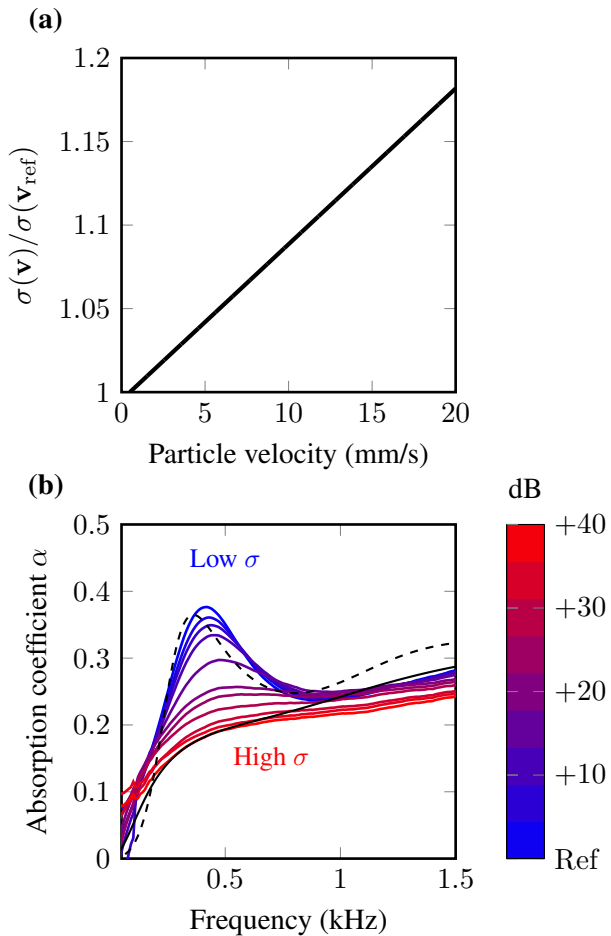 (a)
1.2
1.15
1.1
1.05
1
σ(v)/σ(v_ref)
0 5 10 15 20
Particle velocity (mm/s)
(b)
dB
0.5
0.4
0.3
0.2
0.1
0
Absorption coefficient α
Low σ
High σ
+40
+30
+20
+10
Ref
0.5 1 1.5
Frequency (kHz)